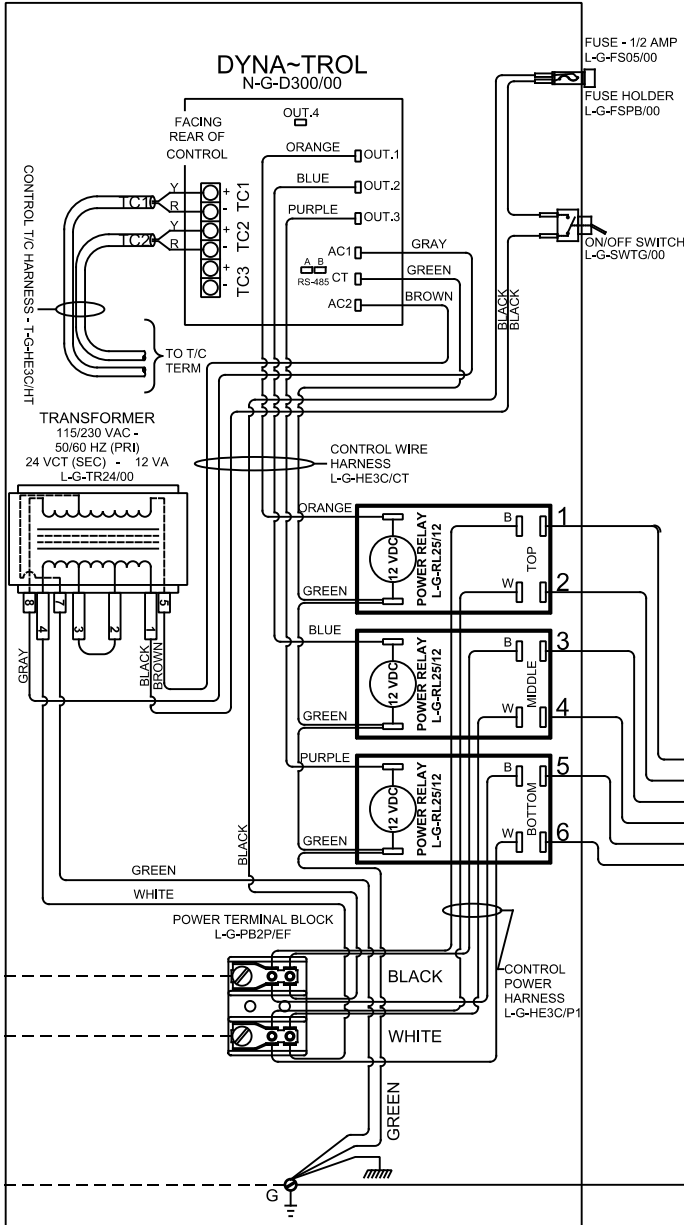 FUSE - 1/2 AMP
L-G-FS05/00
FUSE HOLDER
L-G-FSPB/00
DYNA~TROL
N-G-D300/00
OUT.4
FACING
REAR OF
CONTROL
ORANGE
OUT.1
BLUE
OUT.2
PURPLE
OUT.3
TC1
Y
R
+
-
TC1
TC2
Y
R
+
-
TC2
+
-
TC3
AC1
GRAY
A B
RS-485
CT
GREEN
AC2
BROWN
ON/OFF SWITCH
L-G-SWTG/00
BLACK
BLACK
CONTROL T/C HARNESS - T-G-HE3C/HT
TO T/C
TERM
TRANSFORMER
115/230 VAC -
50/60 HZ (PRI)
24 VCT (SEC) - 12 VA
L-G-TR24/00
CONTROL WIRE
HARNESS
L-G-HE3C/CT
8
4
7
3
2
1
5
GRAY
BLACK
BROWN
ORANGE
12 VDC
GREEN
POWER RELAY
L-G-RL25/12
B
W
TOP
1
2
BLUE
12 VDC
GREEN
POWER RELAY
L-G-RL25/12
B
W
MIDDLE
3
4
PURPLE
12 VDC
GREEN
POWER RELAY
L-G-RL25/12
B
W
BOTTOM
5
6
BLACK
GREEN
WHITE
POWER TERMINAL BLOCK
L-G-PB2P/EF
BLACK
WHITE
CONTROL
POWER
HARNESS
L-G-HE3C/P1
GREEN
G